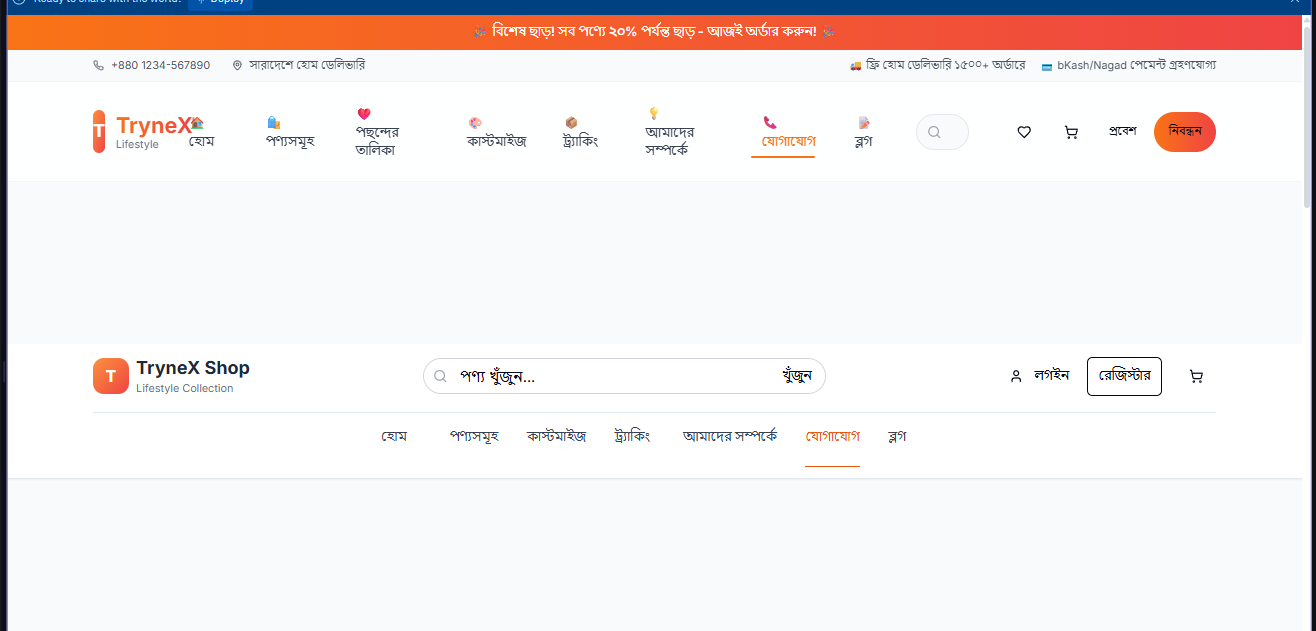 Ready to share with the world? Deploy
🎉 বিশেষ ছাড়! সব পণ্যে ২০% পর্যন্ত ছাড় - আজই অর্ডার করুন! 🎉
+880 1234-567890 সারাদেশে হোম ডেলিভারি 🚚 ফ্রি হোম ডেলিভারি ১৫০০+ অর্ডারে 💳 bKash/Nagad পেমেন্ট গ্রহণযোগ্য
T TryneX
Lifestyle
🏠 হোম
🛍️ পণ্যসমূহ
❤️ পছন্দের
তালিকা
🎨 কাস্টমাইজ
📦 ট্র্যাকিং
💡 আমাদের
সম্পর্কে
📞 যোগাযোগ
📝 ব্লগ
প্রবেশ
নিবন্ধন
T TryneX Shop
Lifestyle Collection
পণ্য খুঁজুন... খুঁজুন
লগইন রেজিস্টার
হোম পণ্যসমূহ কাস্টমাইজ ট্র্যাকিং আমাদের সম্পর্কে যোগাযোগ ব্লগ